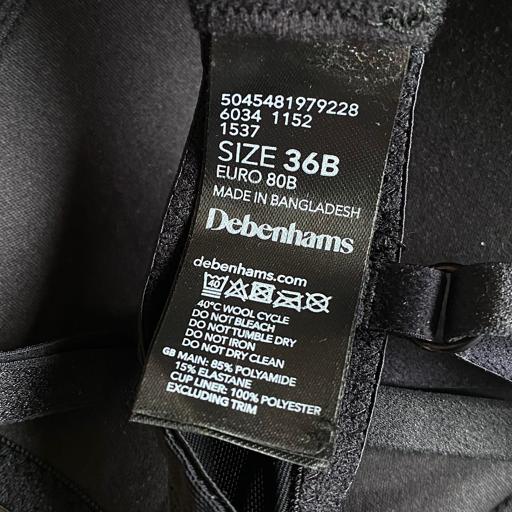 5045481979228
6034 1152
1537
SIZE 36B
EURO 80B
MADE IN BANGLADESH
Debenhams
debenhams.com
40
40°C WOOL CYCLE
DO NOT BLEACH
DO NOT TUMBLE DRY
DO NOT IRON
DO NOT DRY CLEAN
GB MAIN: 85% POLYAMIDE
15% ELASTANE
CUP LINER: 100% POLYESTER
EXCLUDING TRIM